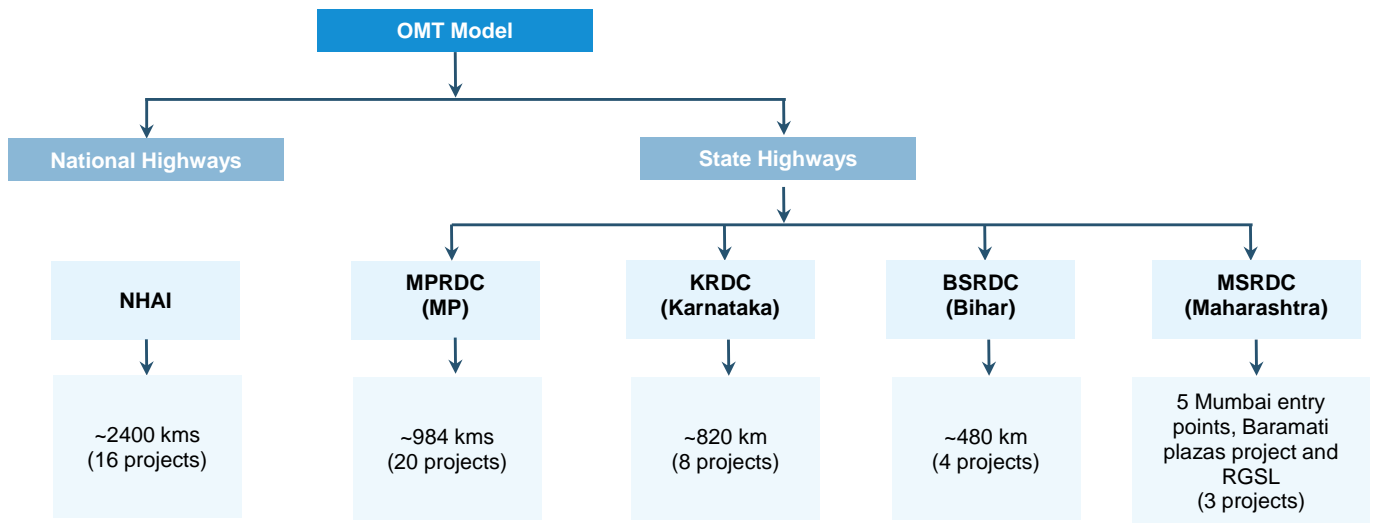 OMT Model
National Highways
State Highways
NHAI
MPRDC
(MP)
KRDC
(Karnataka)
BSRDC
(Bihar)
MSRDC
(Maharashtra)
~2400 kms
(16 projects)
~984 kms
(20 projects)
~820 km
(8 projects)
~480 km
(4 projects)
5 Mumbai entry
points, Baramati
plazas project and
RGSL
(3 projects)